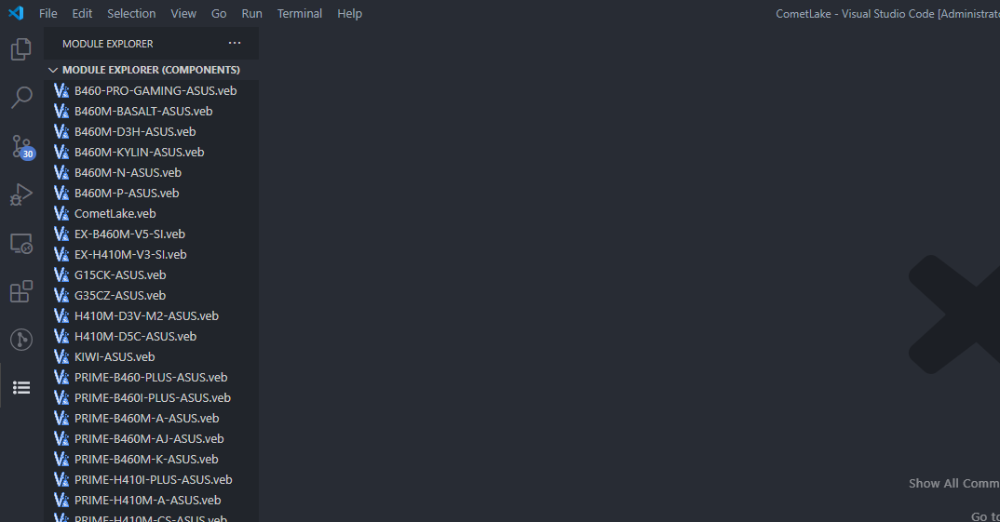 File Edit Selection View Go Run Terminal Help CometLake - Visual Studio Code [Administrato
MODULE EXPLORER ...
MODULE EXPLORER (COMPONENTS)
B460-PRO-GAMING-ASUS.veb
B460M-BASALT-ASUS.veb
B460M-D3H-ASUS.veb
B460M-KYLIN-ASUS.veb
30
B460M-N-ASUS.veb
B460M-P-ASUS.veb
CometLake.veb
EX-B460M-V5-SI.veb
EX-H410M-V3-SI.veb
G15CK-ASUS.veb
G35CZ-ASUS.veb
H410M-D3V-M2-ASUS.veb
H410M-D5C-ASUS.veb
KIWI-ASUS.veb
PRIME-B460-PLUS-ASUS.veb
PRIME-B460I-PLUS-ASUS.veb
PRIME-B460M-A-ASUS.veb
PRIME-B460M-AJ-ASUS.veb
PRIME-B460M-K-ASUS.veb
PRIME-H410I-PLUS-ASUS.veb
Show All Comm
PRIME-H410M-A-ASUS.veb
PRIME-H410M-CS-ASUS.veb
Go to